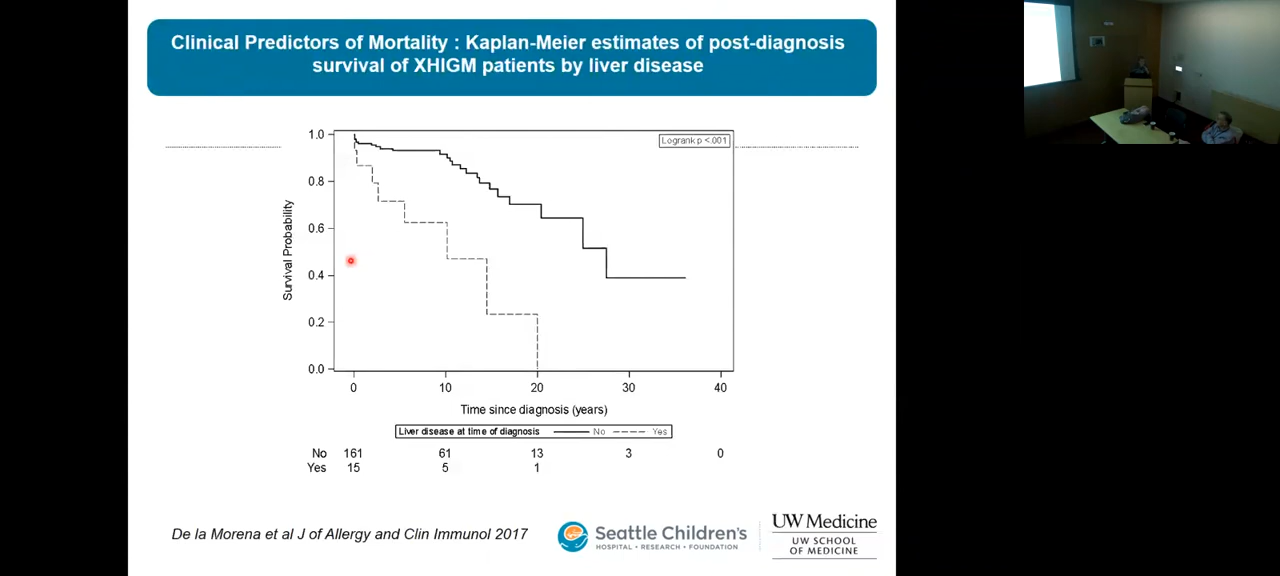 Clinical Predictors of Mortality : Kaplan-Meier estimates of post-diagnosis
survival of XHIGM patients by liver disease
Logrank p <.001
1.0
0.8
0.6
0.4
0.2
0.0
Survival Probability
0 10 20 30 40
Time since diagnosis (years)
Liver disease at time of diagnosis No Yes
No 161 61 13 3 0
Yes 15 5 1
De la Morena et al J of Allergy and Clin Immunol 2017
Seattle Children's
HOSPITAL • RESEARCH • FOUNDATION
UW Medicine
UW SCHOOL
OF MEDICINE